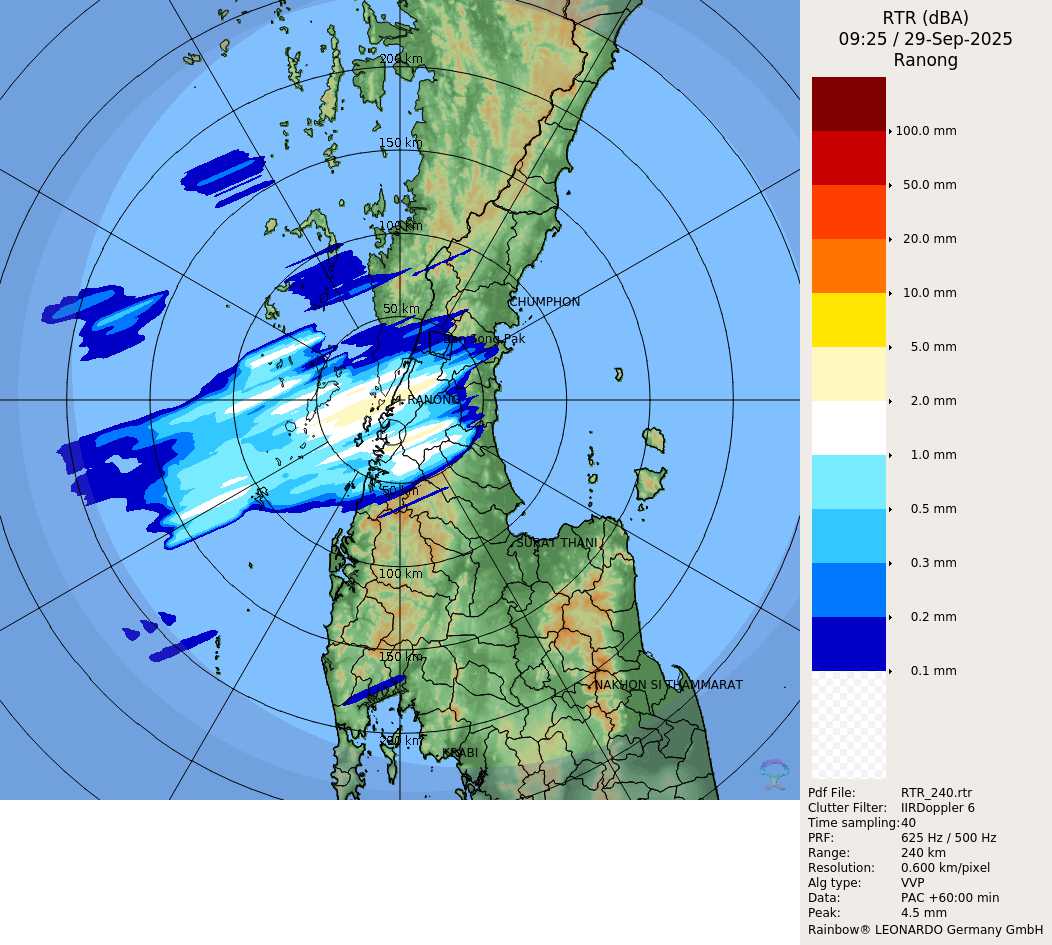 RTR (dBA)
09:25 / 29-Sep-2025
Ranong
100.0 mm
50.0 mm
20.0 mm
10.0 mm
5.0 mm
2.0 mm
1.0 mm
0.5 mm
0.3 mm
0.2 mm
0.1 mm
Pdf File: RTR_240.rtr
Clutter Filter: IIRDoppler 6
Time sampling: 40
PRF: 625 Hz / 500 Hz
Range: 240 km
Resolution: 0.600 km/pixel
Alg type: VVP
Data: PAC +60:00 min
Peak: 4.5 mm
Rainbow® LEONARDO Germany GmbH
200 km
150 km
100 km
50 km
CHUMPHON
Song Pak
RANONG
50 km
SURAT THANI
100 km
150 km
NAKHON SI THAMMARAT
200 km
KRABI